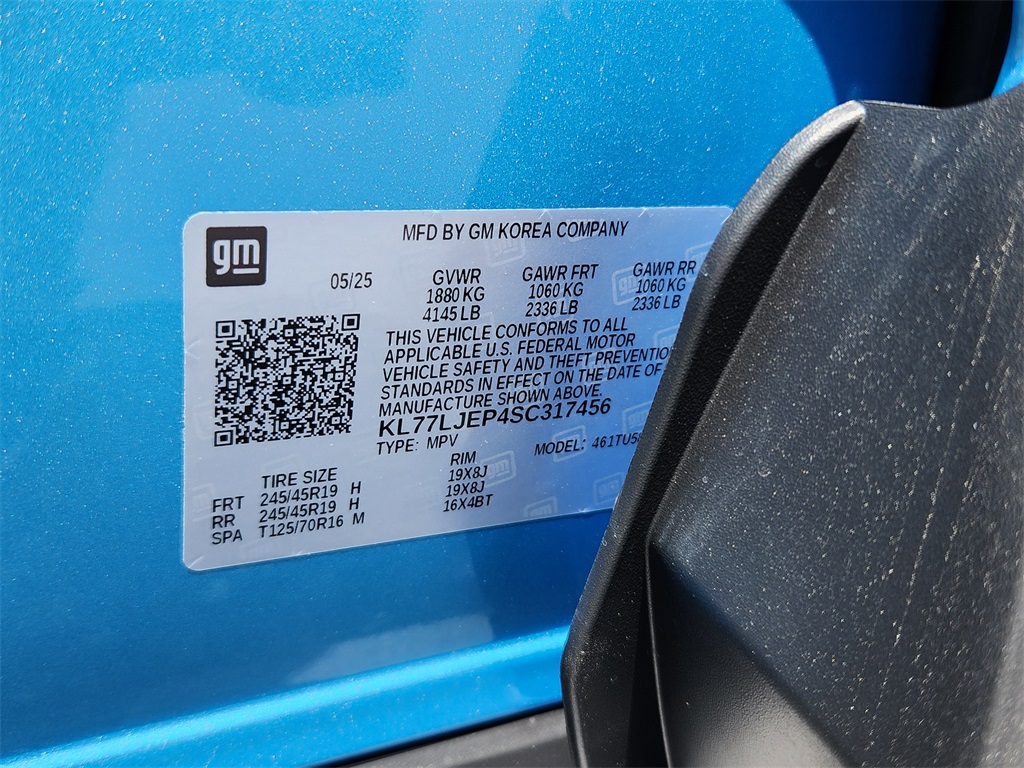 gm
MFD BY GM KOREA COMPANY
05/25 GVWR GAWR FRT GAWR RR
1880 KG 1060 KG 1060 KG
4145 LB 2336 LB 2336 LB
THIS VEHICLE CONFORMS TO ALL
APPLICABLE U.S. FEDERAL MOTOR
VEHICLE SAFETY AND THEFT PREVENTIO
STANDARDS IN EFFECT ON THE DATE OF
MANUFACTURE SHOWN ABOVE.
KL77LJEP4SC317456
TYPE: MPV MODEL: 461TU5
TIRE SIZE RIM
FRT 245/45R19 H 19X8J
RR 245/45R19 H 19X8J
SPA T125/70R16 M 16X4BT